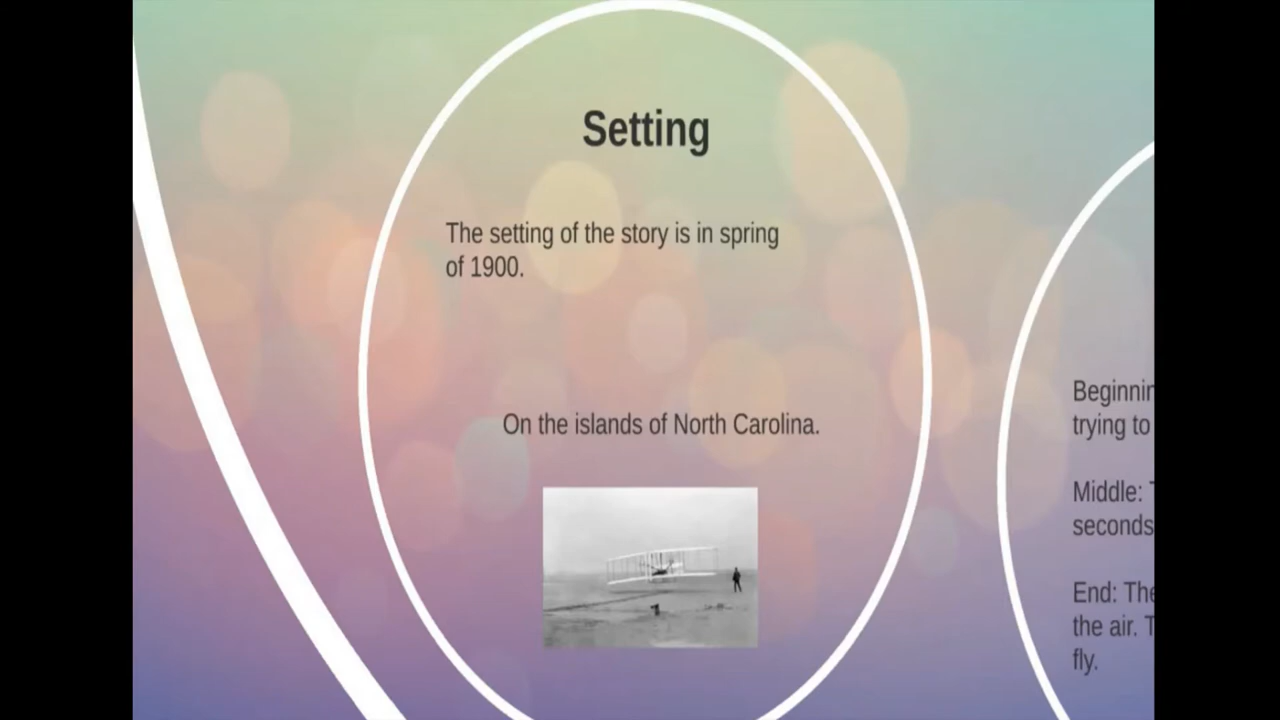 Setting
The setting of the story is in spring
of 1900.
On the islands of North Carolina.
trying to
Middle:
seconds
End: The
the air.
fly.